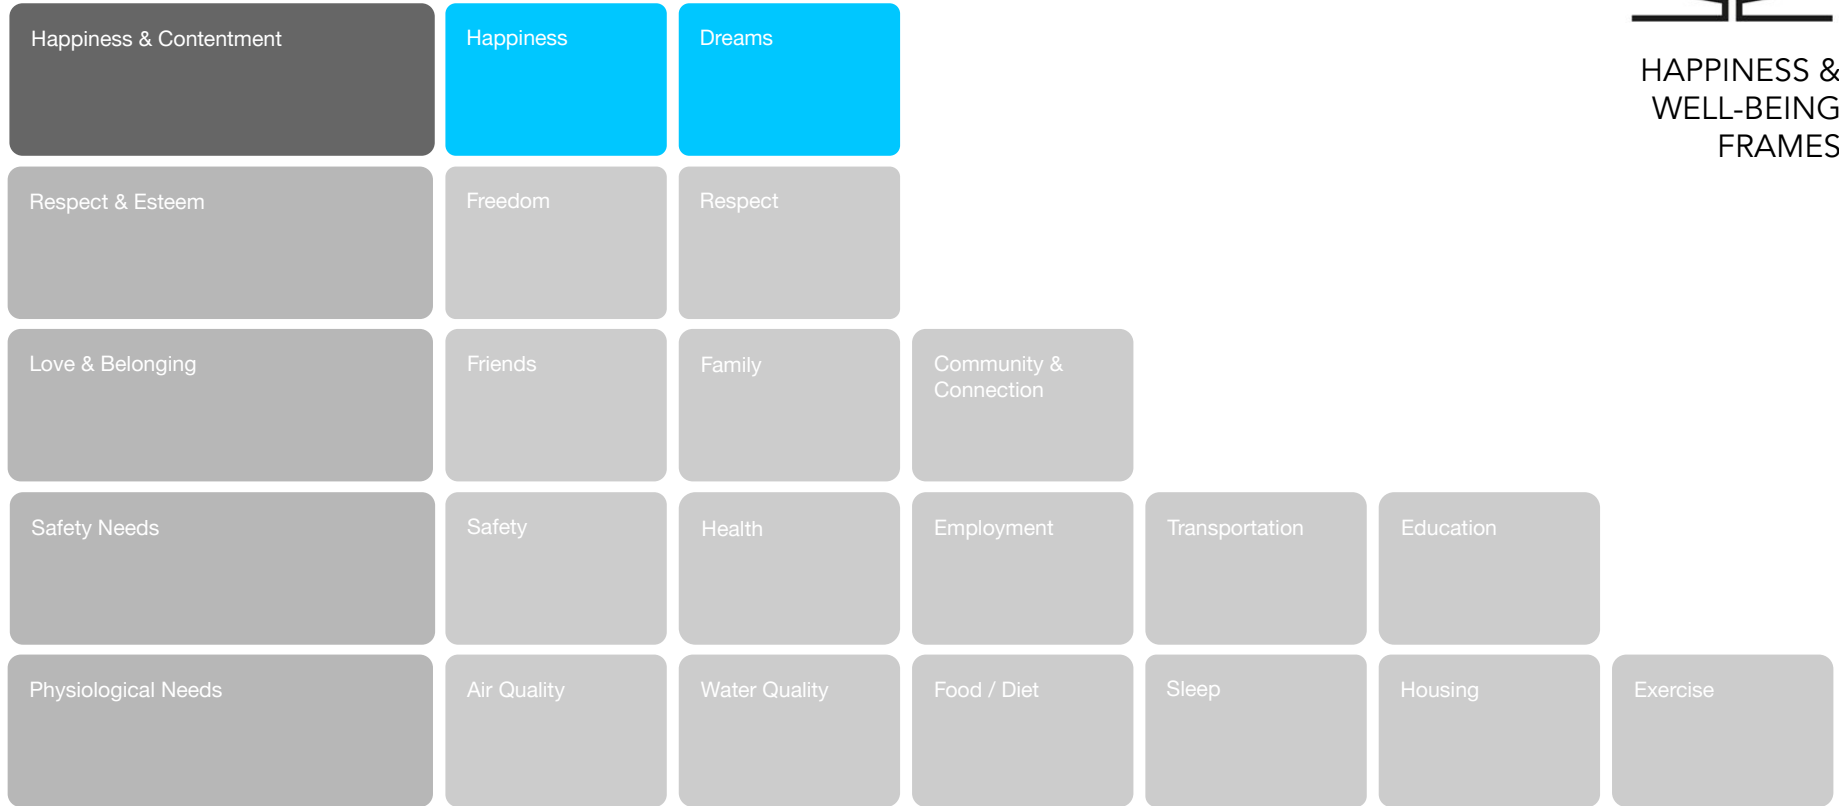 Happiness & Contentment
Happiness
Dreams
HAPPINESS &
WELL-BEING
FRAMES
Respect & Esteem
Freedom
Respect
Love & Belonging
Friends
Family
Community &
Connection
Safety Needs
Safety
Health
Employment
Transportation
Education
Physiological Needs
Air Quality
Water Quality
Food / Diet
Sleep
Housing
Exercise